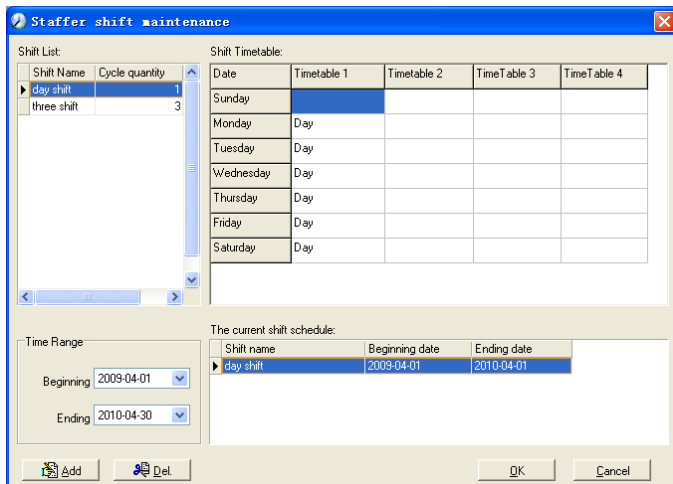 Staffer shift maintenance
Shift List:
Shift Name Cycle quantity
day shift 1
three shift 3
Shift Timetable:
Date Timetable 1 Timetable 2 TimeTable 3 TimeTable 4
Sunday
Monday Day
Tuesday Day
Wednesday Day
Thursday Day
Friday Day
Saturday Day
Time Range
Beginning 2009-04-01
Ending 2010-04-30
The current shift schedule:
Shift name Beginning date Ending date
day shift 2009-04-01 2010-04-01
Add Del. OK Cancel